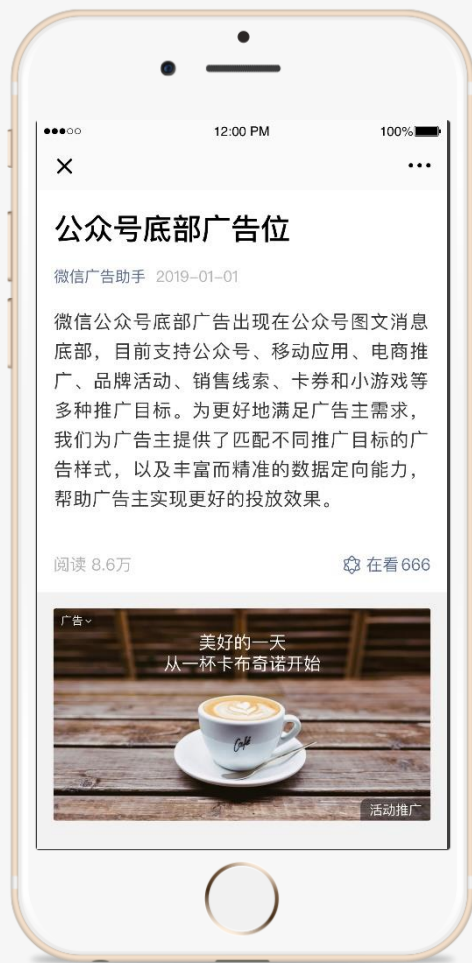 12:00 PM
100%
公众号底部广告位
微信广告助手 2019-01-01
微信公众号底部广告出现在公众号图文消息
底部，目前支持公众号、移动应用、电商推
广、品牌活动、销售线索、卡券和小游戏等
多种推广目标。为更好地满足广告主需求，
我们为广告主提供了匹配不同推广目标的广
告样式，以及丰富而精准的数据定向能力，
帮助广告主实现更好的投放效果。
阅读 8.6万
在看 666
广告
美好的一天
从一杯卡布奇诺开始
Café
活动推广